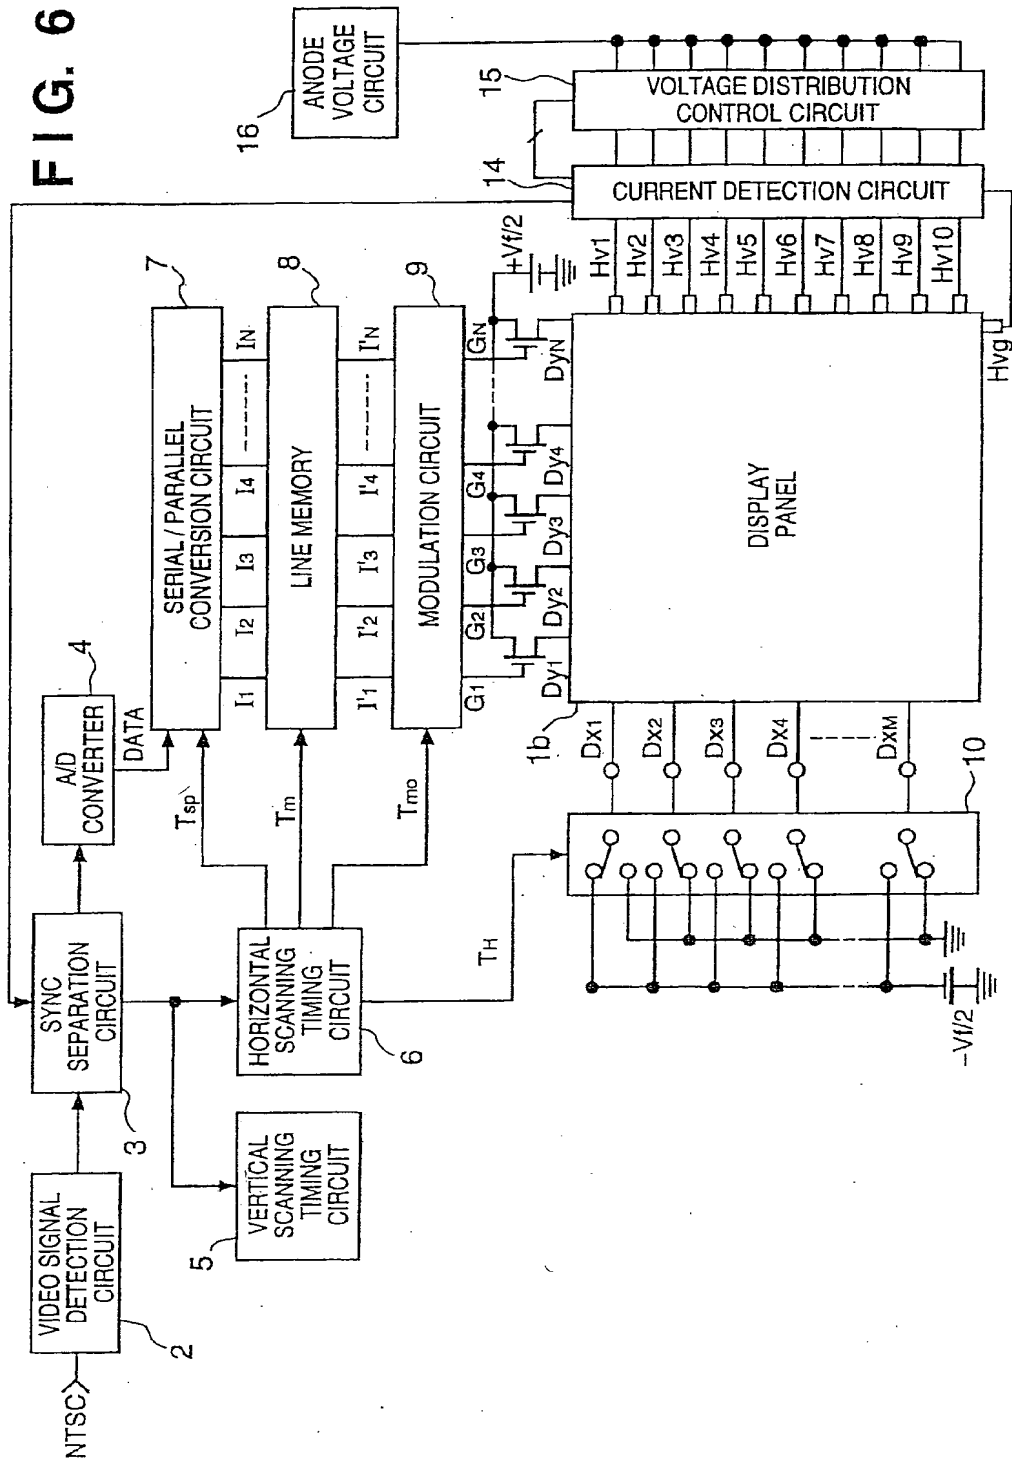 FIG. 6
NTSC
VIDEO SIGNAL
DETECTION
CIRCUIT
2
SYNC
SEPARATION
CIRCUIT
3
A/D
CONVERTER
4
DATA
VERTICAL
SCANNING
TIMING
CIRCUIT
5
HORIZONTAL
SCANNING
TIMING
CIRCUIT
6
Tsp
Tm
Tmo
TH
SERIAL / PARALLEL
CONVERSION CIRCUIT
7
I1 I2 I3 I4 IN
LINE MEMORY
8
I'1 I'2 I'3 I'4 I'N
MODULATION CIRCUIT
9
G1 G2 G3 G4 GN
+Vf/2
Dy1 Dy2 Dy3 Dy4 DyN
ANODE
VOLTAGE
CIRCUIT
16
VOLTAGE DISTRIBUTION
CONTROL CIRCUIT
15
CURRENT DETECTION CIRCUIT
14
Hv1
Hv2
Hv3
Hv4
Hv5
Hv6
Hv7
Hv8
Hv9
Hv10
Hvg
DISPLAY
PANEL
1b
Dx1
Dx2
Dx3
Dx4
DxM
10
-Vf/2